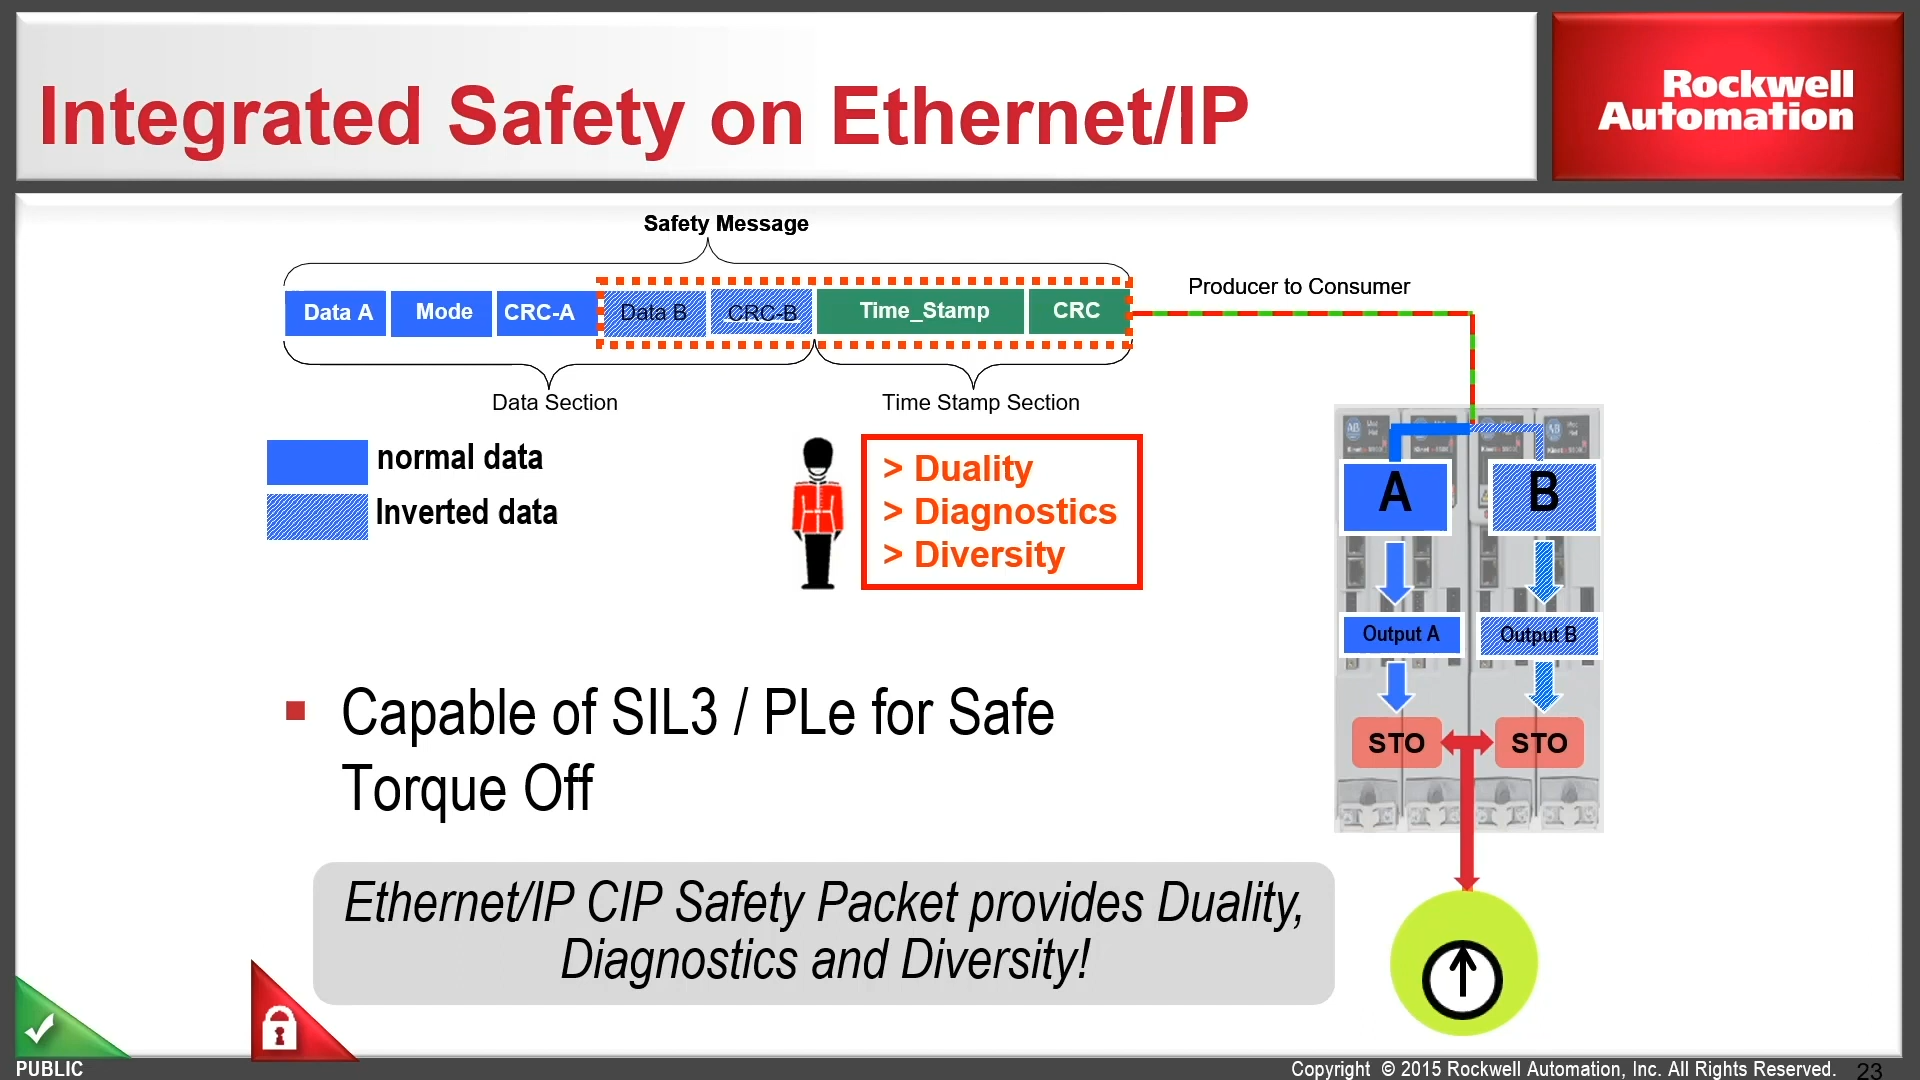 Integrated Safety on Ethernet/IP
Rockwell
Automation
Safety Message
Data A
Mode
CRC-A
Data B
CRC-B
Time_Stamp
CRC
Producer to Consumer
Data Section
Time Stamp Section
normal data
Inverted data
> Duality
> Diagnostics
> Diversity
A
B
Output A
Output B
STO
STO
Capable of SIL3 / PLe for Safe
Torque Off
Ethernet/IP CIP Safety Packet provides Duality,
Diagnostics and Diversity!
PUBLIC
Copyright © 2015 Rockwell Automation, Inc. All Rights Reserved.
23